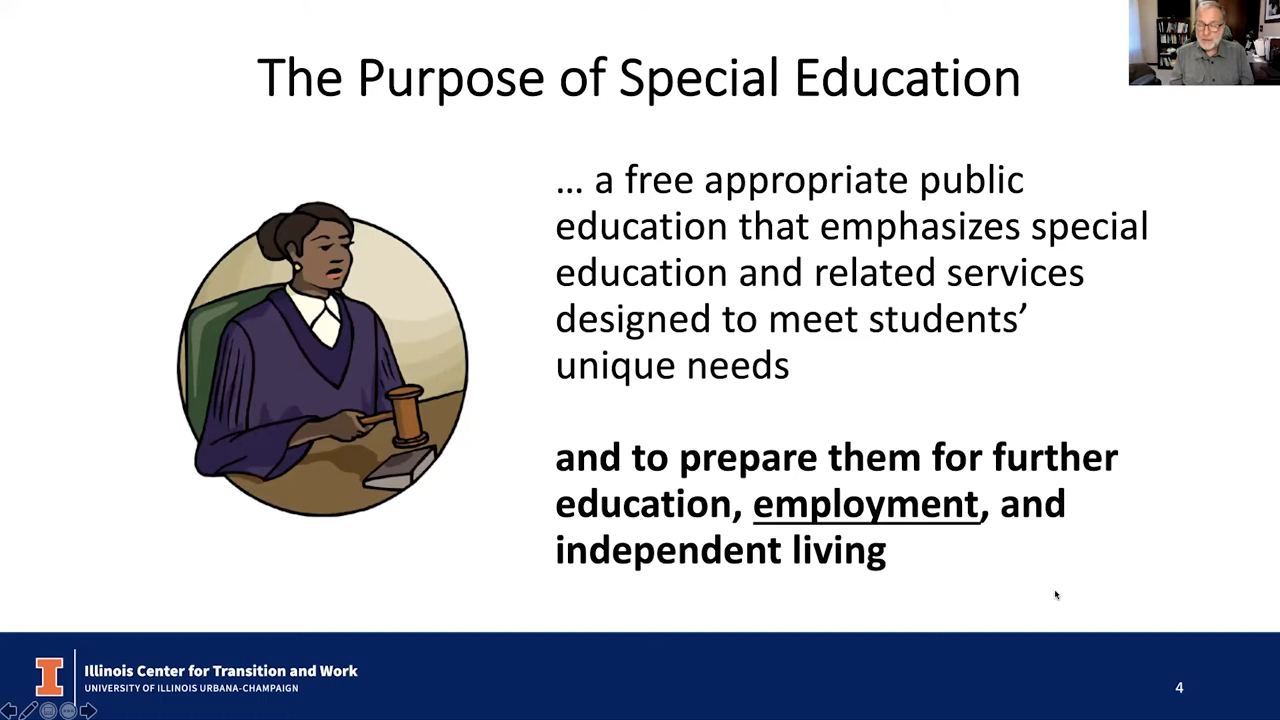 The Purpose of Special Education
... a free appropriate public
education that emphasizes special
education and related services
designed to meet students’
unique needs
and to prepare them for further
education, employment, and
independent living
I
Illinois Center for Transition and Work
UNIVERSITY OF ILLINOIS URBANA-CHAMPAIGN
4